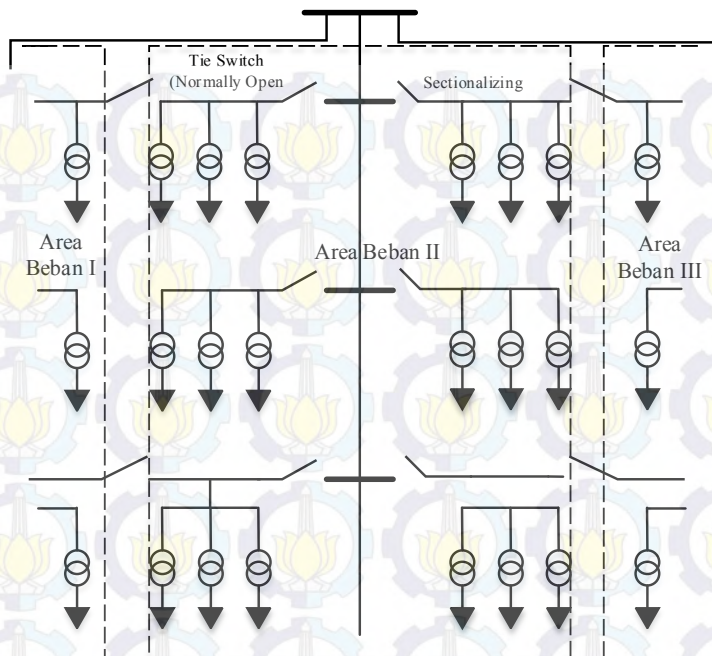 Tie Switch
(Normally Open
Sectionalizing
Area
Beban I
Area Beban II
Area
Beban III